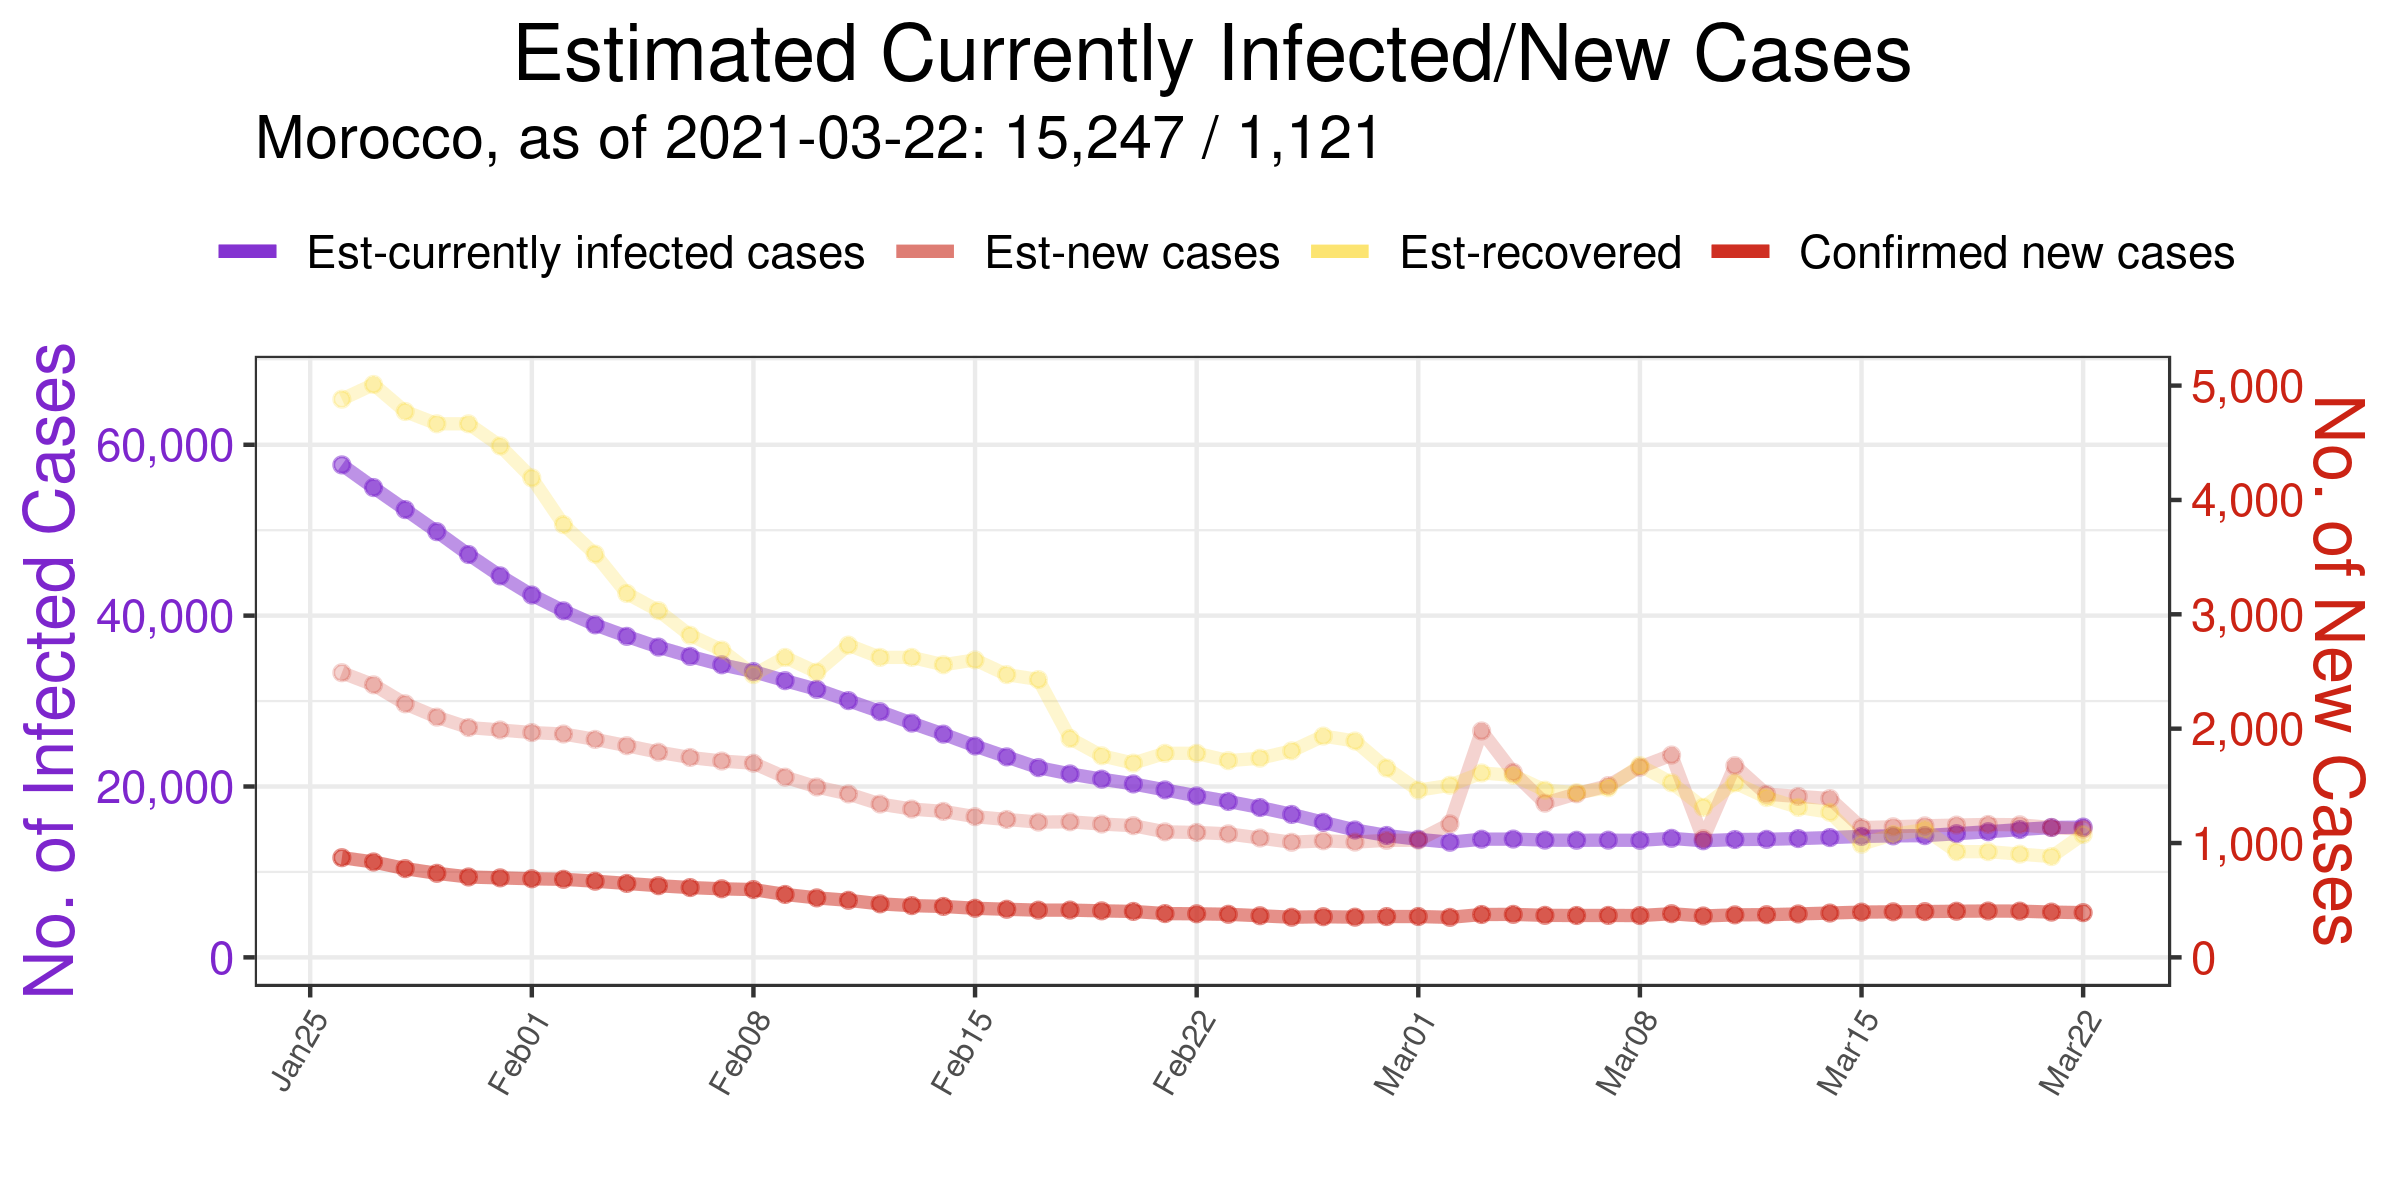 Estimated Currently Infected/New Cases
Morocco, as of 2021-03-22: 15,247 / 1,121
Est-currently infected cases Est-new cases Est-recovered Confirmed new cases
No. of Infected Cases
60,000
40,000
20,000
0
5,000
4,000
3,000
2,000
1,000
0
No. of New Cases
Jan25 Feb01 Feb08 Feb15 Feb22 Mar01 Mar08 Mar15 Mar22